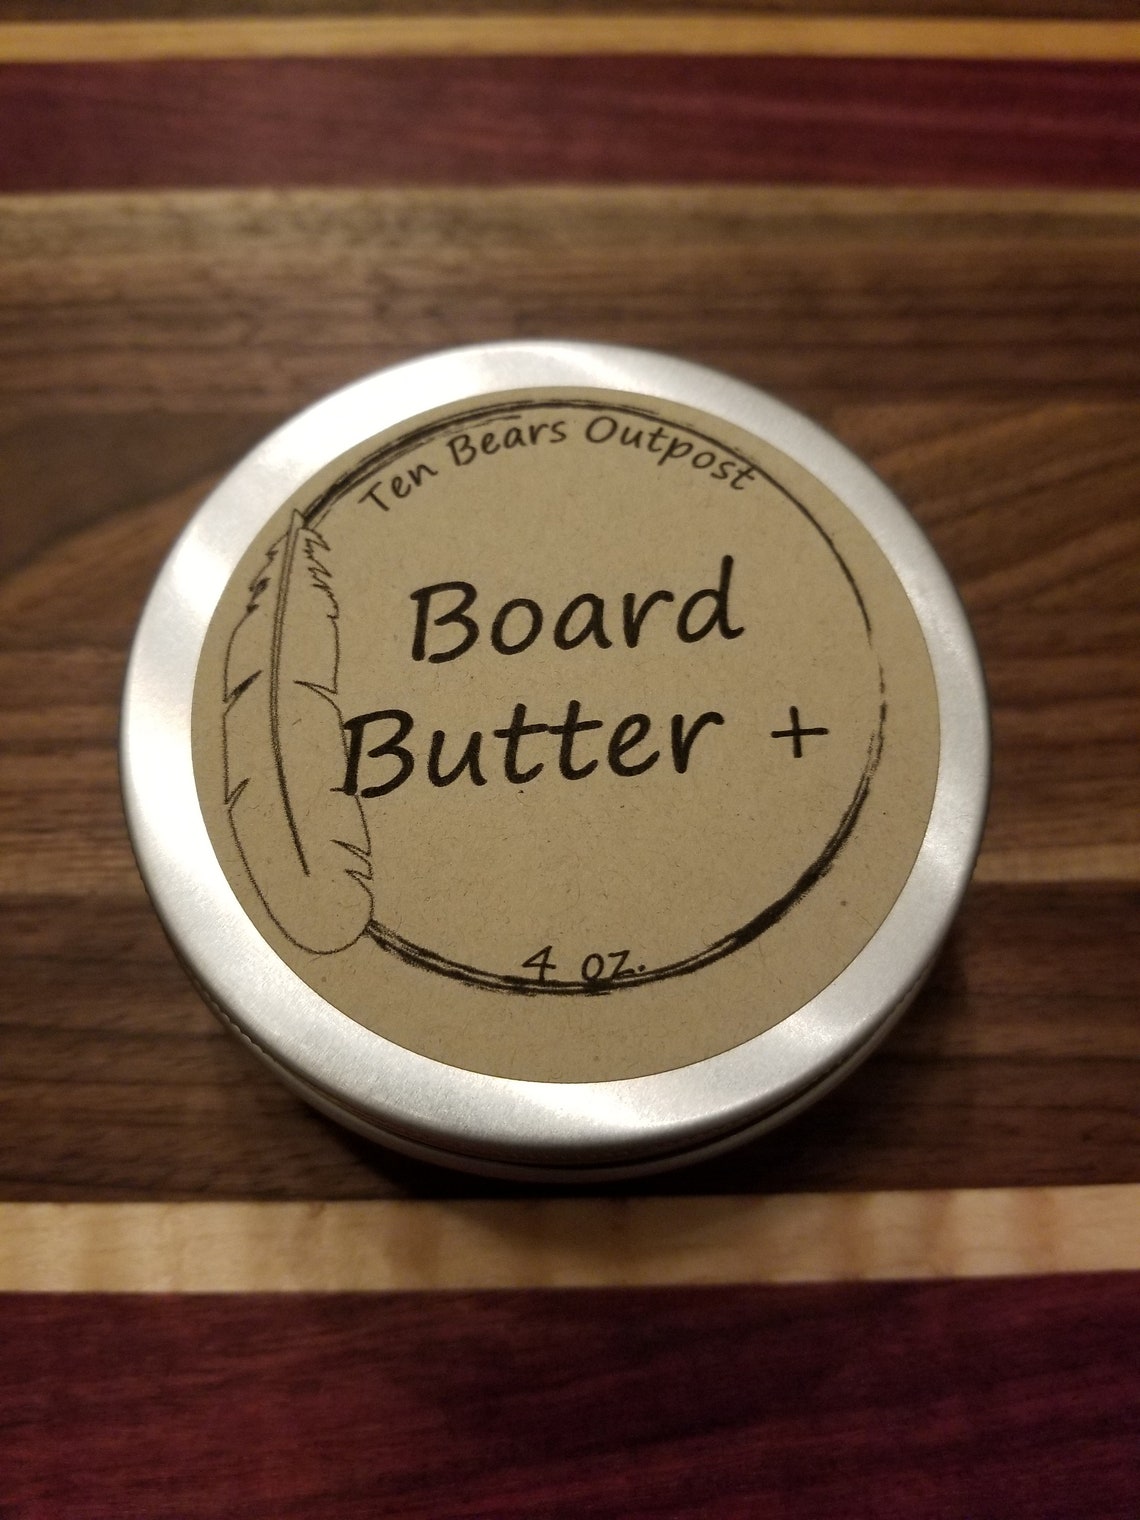 Ten Bears Outpost
Board
Butter +
4 oz.